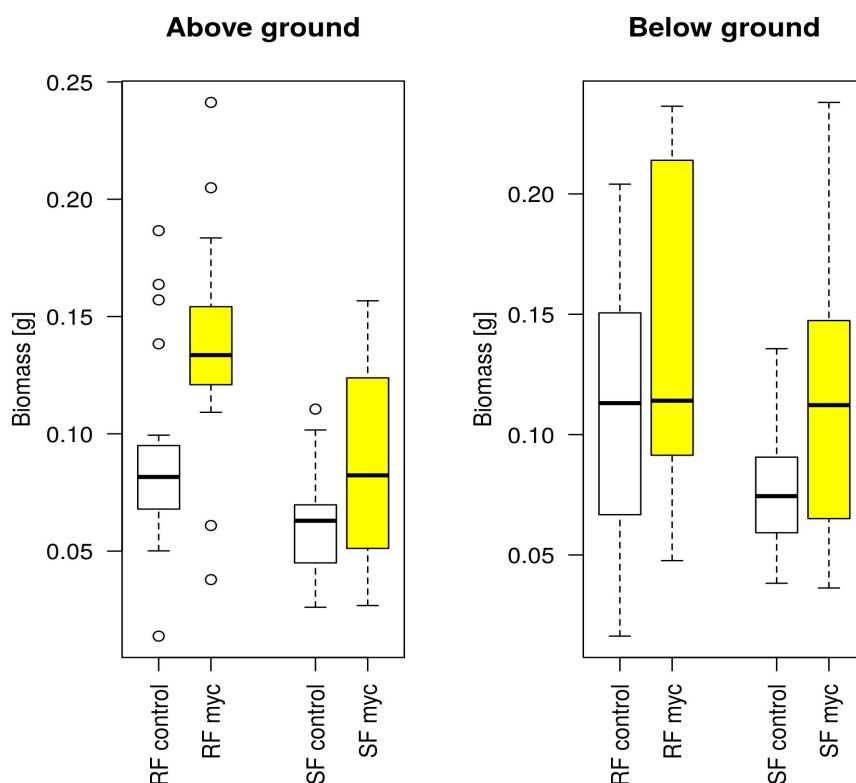 Above ground
Biomass [g]
0.25
0.20
0.15
0.10
0.05
RF control
RF myc
SF control
SF myc
Below ground
Biomass [g]
0.20
0.15
0.10
0.05
RF control
RF myc
SF control
SF myc